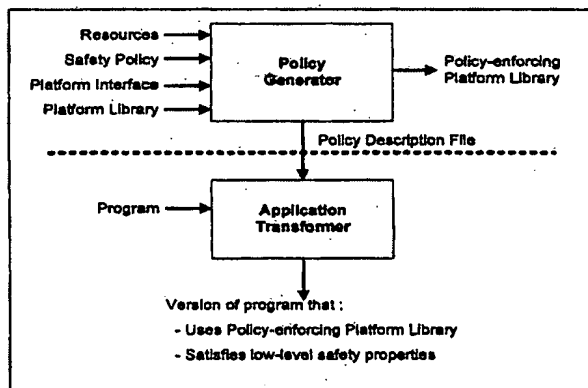 Resources
Safety Policy
Platform Interface
Platform Library
Policy
Generator
Policy-enforcing
Platform Library
Policy Description File
Program
Application
Transformer
Version of program that :
- Uses Policy-enforcing Platform Library
- Satisfies low-level safety properties